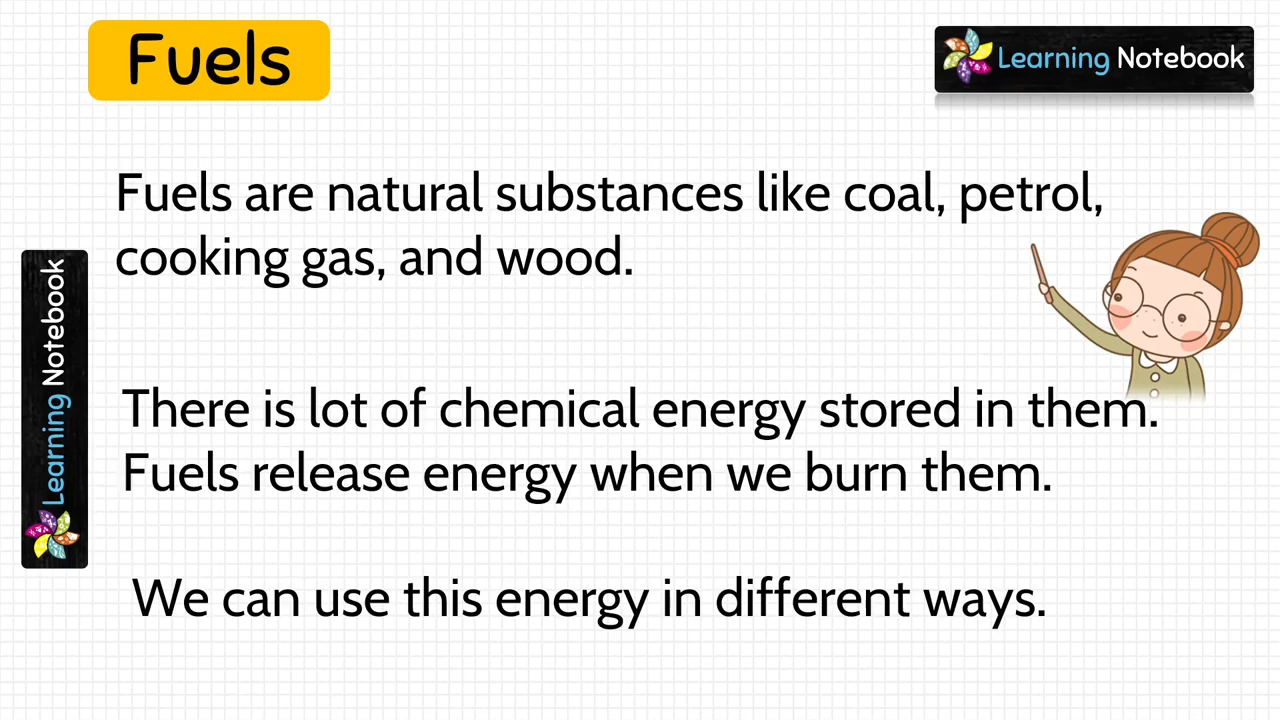 Fuels
Learning Notebook
Fuels are natural substances like coal, petrol,
cooking gas, and wood.
Learning Notebook
There is lot of chemical energy stored in them.
Fuels release energy when we burn them.
We can use this energy in different ways.